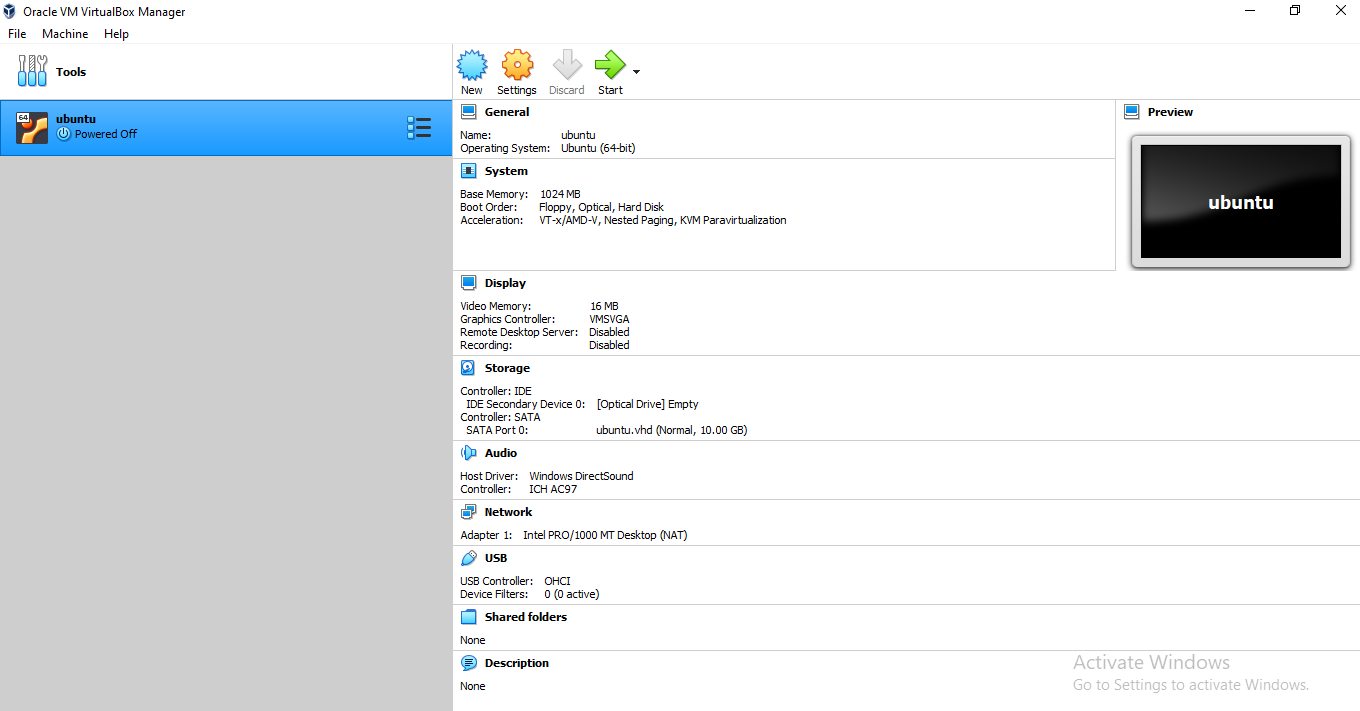 Oracle VM VirtualBox Manager
File Machine Help
Tools
New Settings Discard Start
64
ubuntu
Powered Off
General
Name: ubuntu
Operating System: Ubuntu (64-bit)
Preview
ubuntu
System
Base Memory: 1024 MB
Boot Order: Floppy, Optical, Hard Disk
Acceleration: VT-x/AMD-V, Nested Paging, KVM Paravirtualization
Display
Video Memory: 16 MB
Graphics Controller: VMSVGA
Remote Desktop Server: Disabled
Recording: Disabled
Storage
Controller: IDE
IDE Secondary Device 0: [Optical Drive] Empty
Controller: SATA
SATA Port 0: ubuntu.vhd (Normal, 10.00 GB)
Audio
Host Driver: Windows DirectSound
Controller: ICH AC97
Network
Adapter 1: Intel PRO/1000 MT Desktop (NAT)
USB
USB Controller: OHCI
Device Filters: 0 (0 active)
Shared folders
None
Description
None
Activate Windows
Go to Settings to activate Windows.